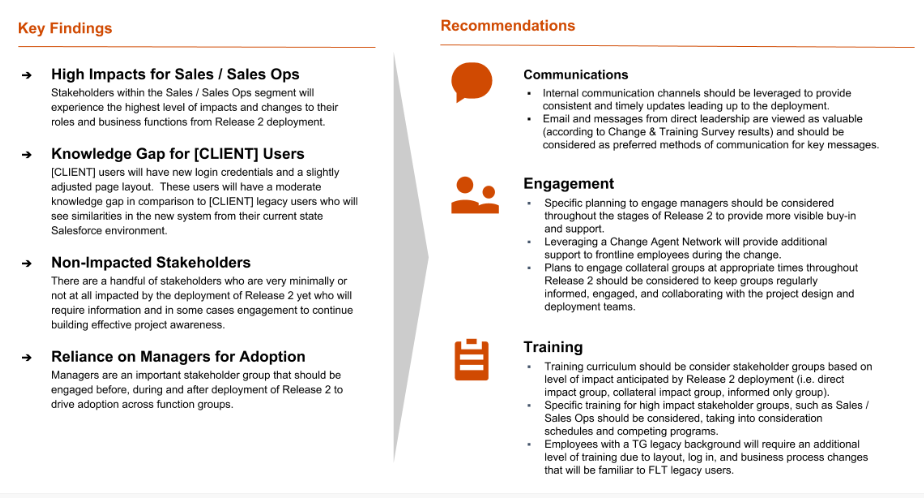 Key Findings
➔ High Impacts for Sales / Sales Ops
Stakeholders within the Sales / Sales Ops segment will
experience the highest level of impacts and changes to their
roles and business functions from Release 2 deployment.
➔ Knowledge Gap for [CLIENT] Users
[CLIENT] users will have new login credentials and a slightly
adjusted page layout. These users will have a moderate
knowledge gap in comparison to [CLIENT] legacy users who will
see similarities in the new system from their current state
Salesforce environment.
➔ Non-Impacted Stakeholders
There are a handful of stakeholders who are very minimally or
not at all impacted by the deployment of Release 2 yet who will
require information and in some cases engagement to continue
building effective project awareness.
➔ Reliance on Managers for Adoption
Managers are an important stakeholder group that should be
engaged before, during and after deployment of Release 2 to
drive adoption across function groups.
Recommendations
Communications
▪ Internal communication channels should be leveraged to provide
consistent and timely updates leading up to the deployment.
▪ Email and messages from direct leadership are viewed as valuable
(according to Change & Training Survey results) and should be
considered as preferred methods of communication for key messages.
Engagement
▪ Specific planning to engage managers should be considered
throughout the stages of Release 2 to provide more visible buy-in
and support.
▪ Leveraging a Change Agent Network will provide additional
support to frontline employees during the change.
▪ Plans to engage collateral groups at appropriate times throughout
Release 2 should be considered to keep groups regularly
informed, engaged, and collaborating with the project design and
deployment teams.
Training
▪ Training curriculum should be consider stakeholder groups based on
level of impact anticipated by Release 2 deployment (i.e. direct
impact group, collateral impact group, informed only group).
▪ Specific training for high impact stakeholder groups, such as Sales /
Sales Ops should be considered, taking into consideration
schedules and competing programs.
▪ Employees with a TG legacy background will require an additional
level of training due to layout, log in, and business process changes
that will be familiar to FLT legacy users.